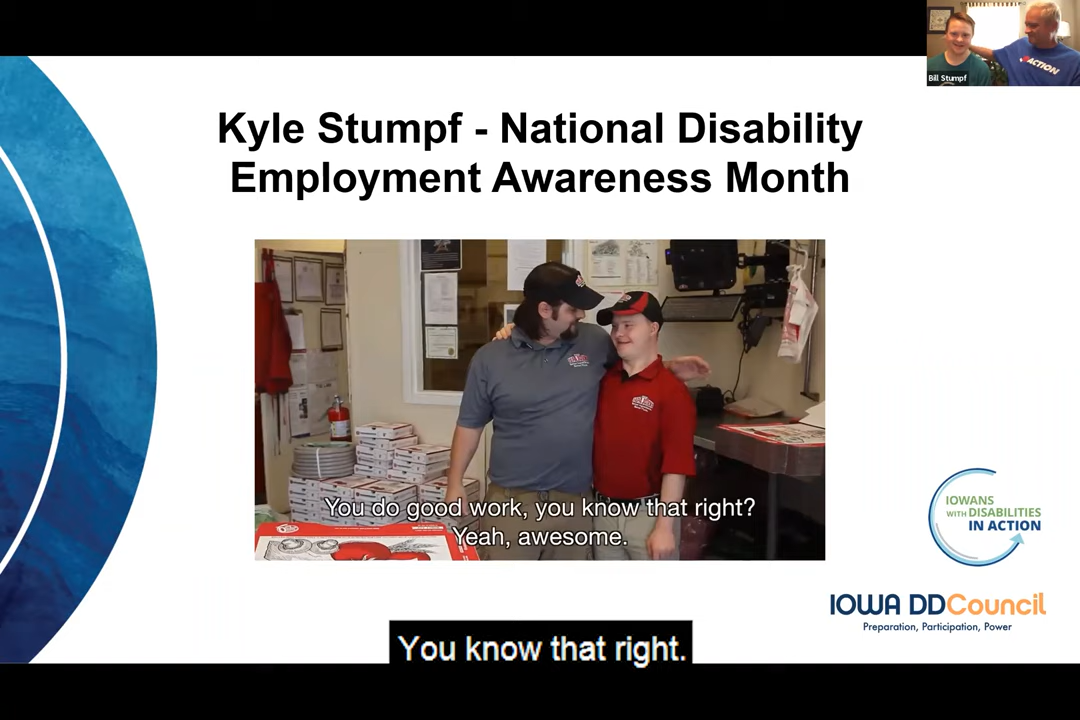 Bill Stumpf
ACTION
Kyle Stumpf - National Disability
Employment Awareness Month
You do good work, you know that right?
Yeah, awesome.
IOWANS
WITH DISABILITIES
IN ACTION
IOWA DDCouncil
Preparation, Participation, Power
You know that right.